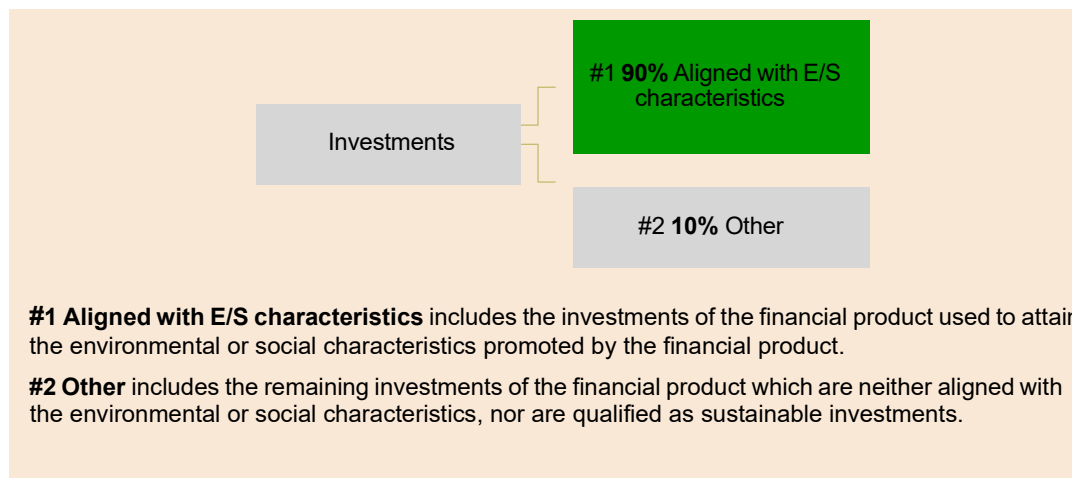 #1 90% Aligned with E/S
characteristics
Investments
#2 10% Other
#1 Aligned with E/S characteristics includes the investments of the financial product used to attain
the environmental or social characteristics promoted by the financial product.
#2 Other includes the remaining investments of the financial product which are neither aligned with
the environmental or social characteristics, nor are qualified as sustainable investments.